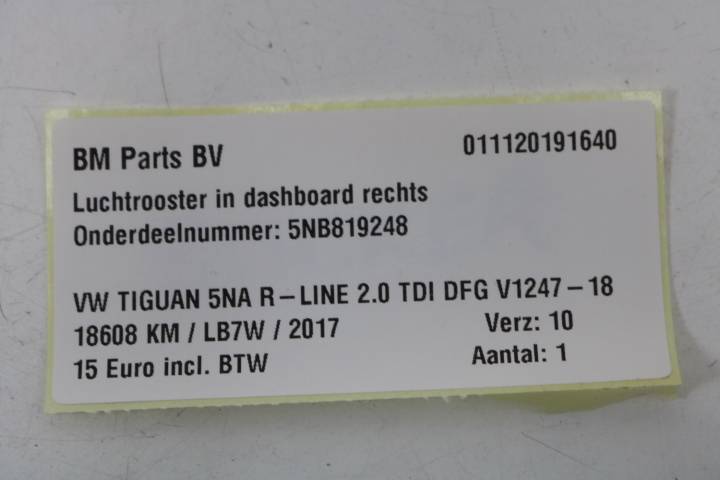 BM Parts BV 011120191640
Luchtrooster in dashboard rechts
Onderdeelnummer: 5NB819248
VW TIGUAN 5NA R-LINE 2.0 TDI DFG V1247-18
18608 KM / LB7W / 2017 Verz: 10
15 Euro incl. BTW Aantal: 1